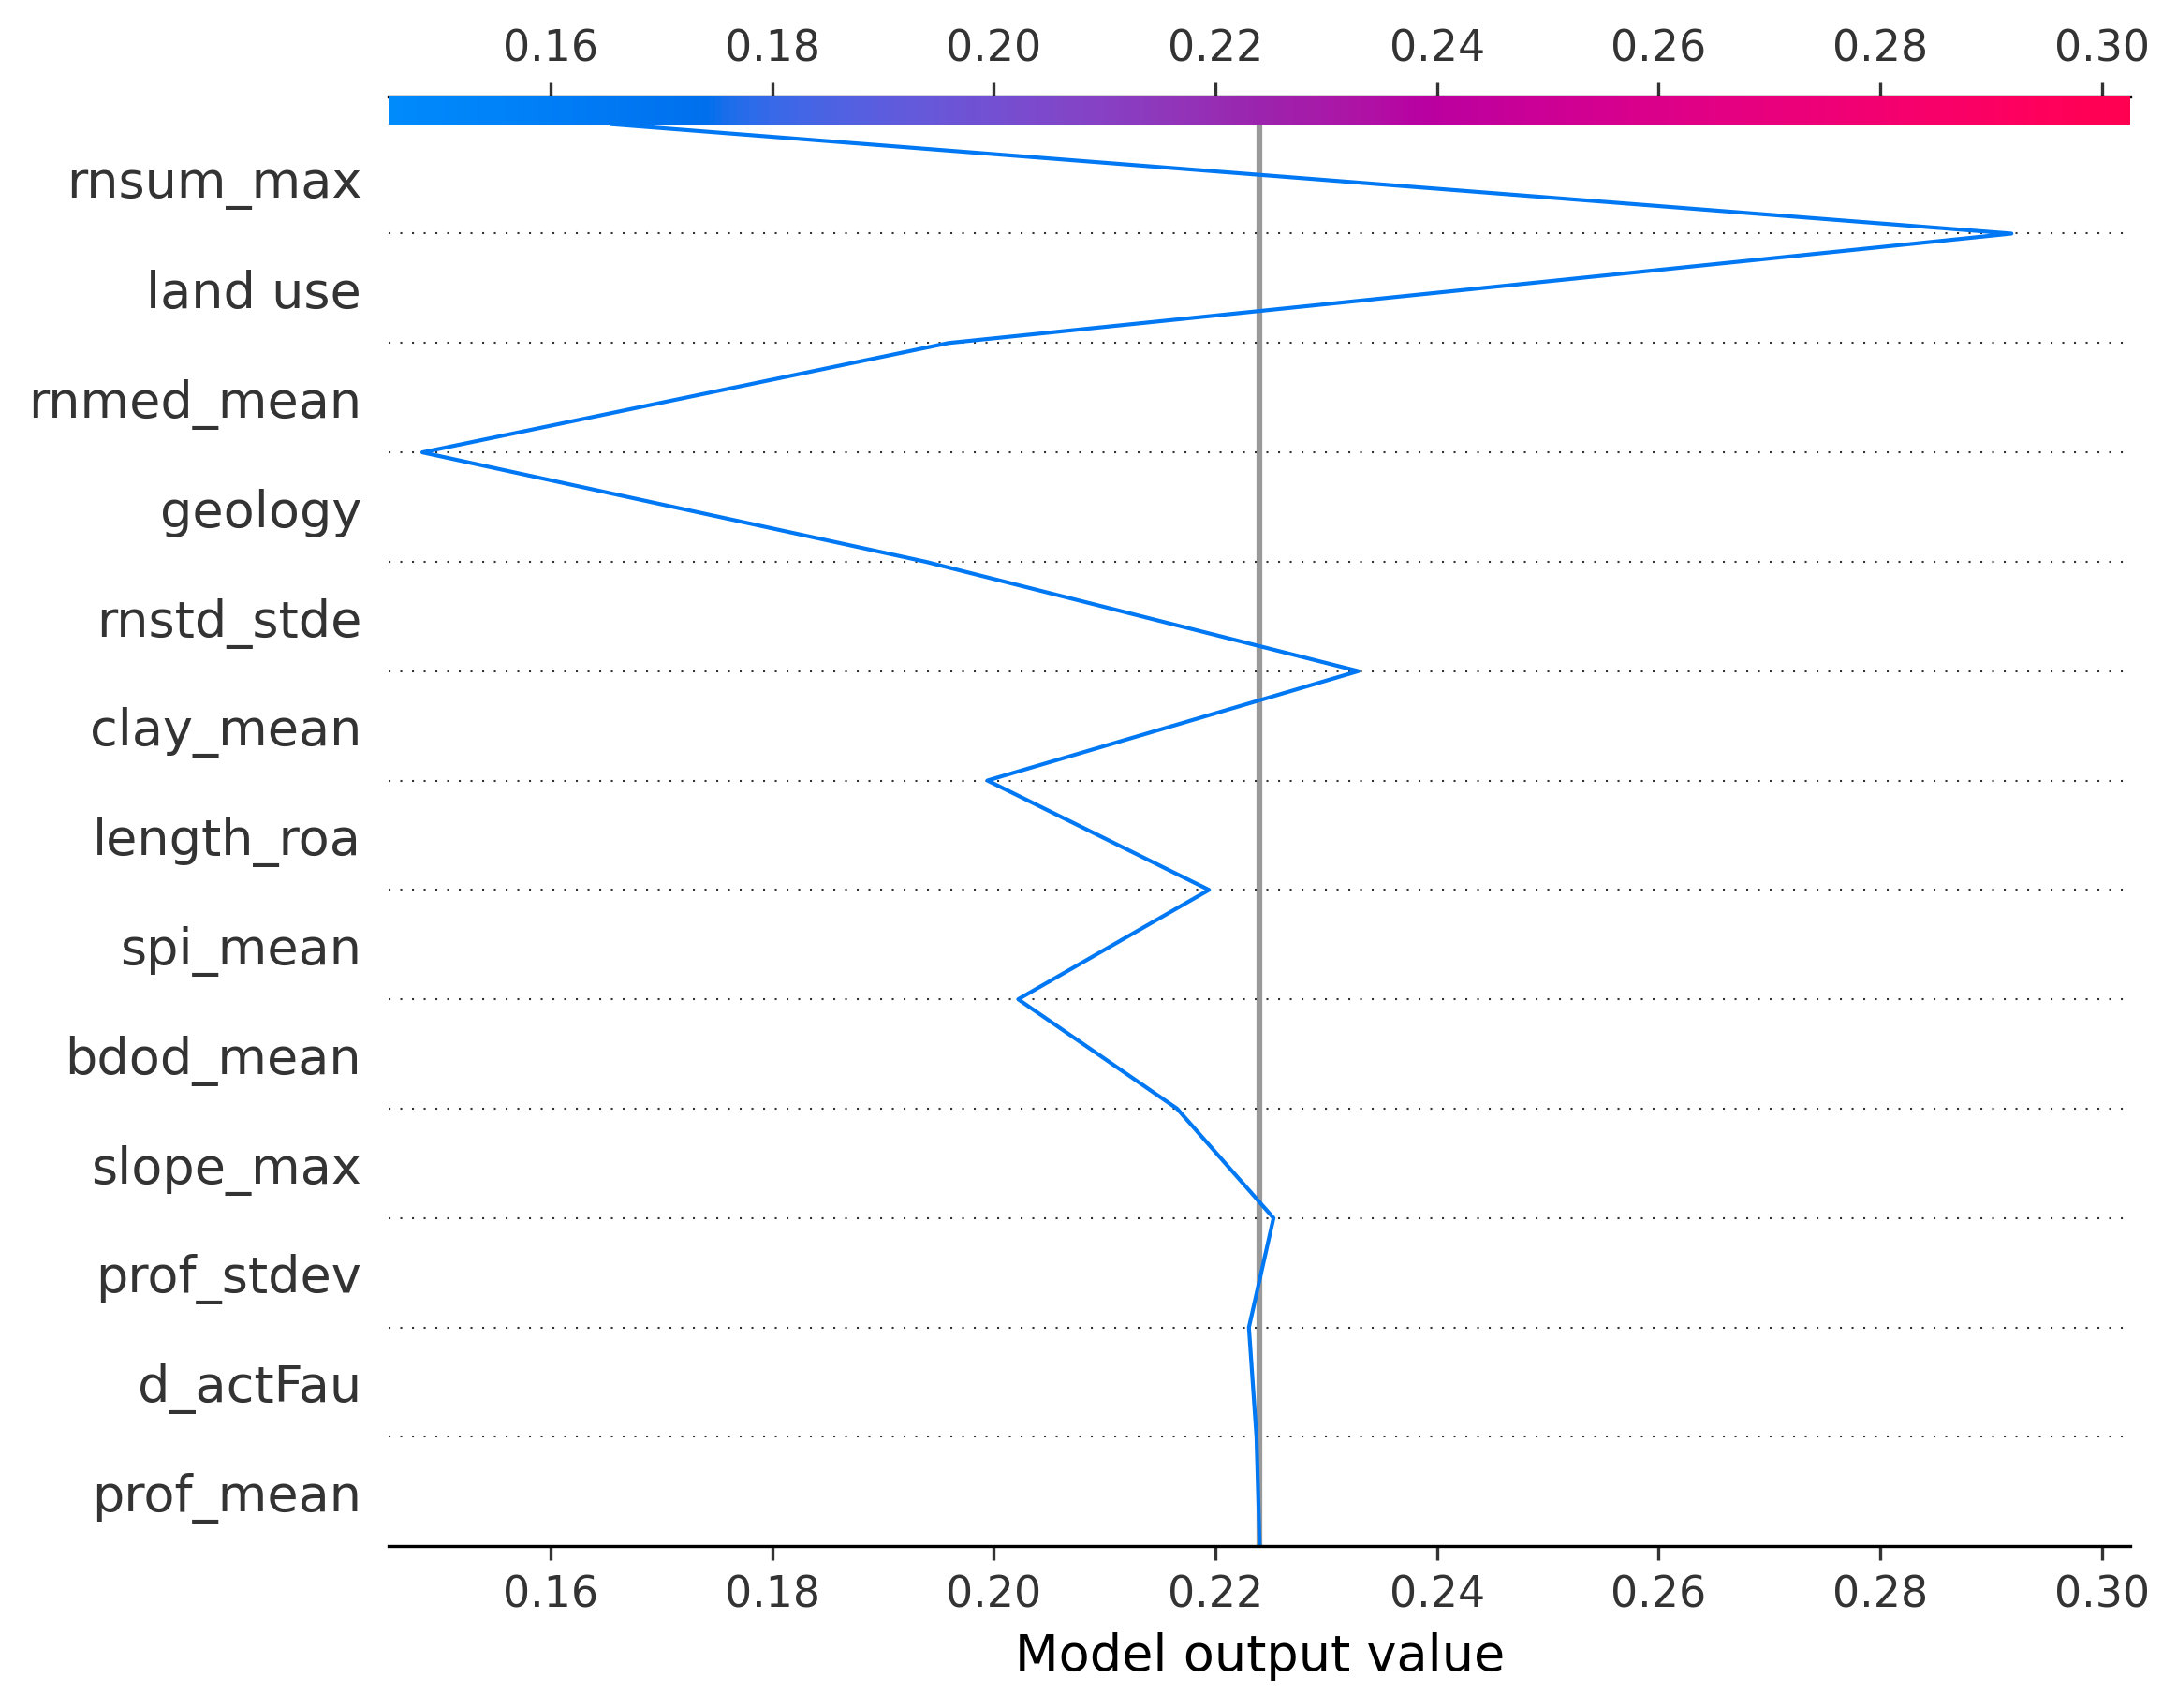 0.16 0.18 0.20 0.22 0.24 0.26 0.28 0.30
rnsum_max
land use
rnmed_mean
geology
rnstd_stde
clay_mean
length_roa
spi_mean
bdod_mean
slope_max
prof_stdev
d_actFau
prof_mean
0.16 0.18 0.20 0.22 0.24 0.26 0.28 0.30
Model output value